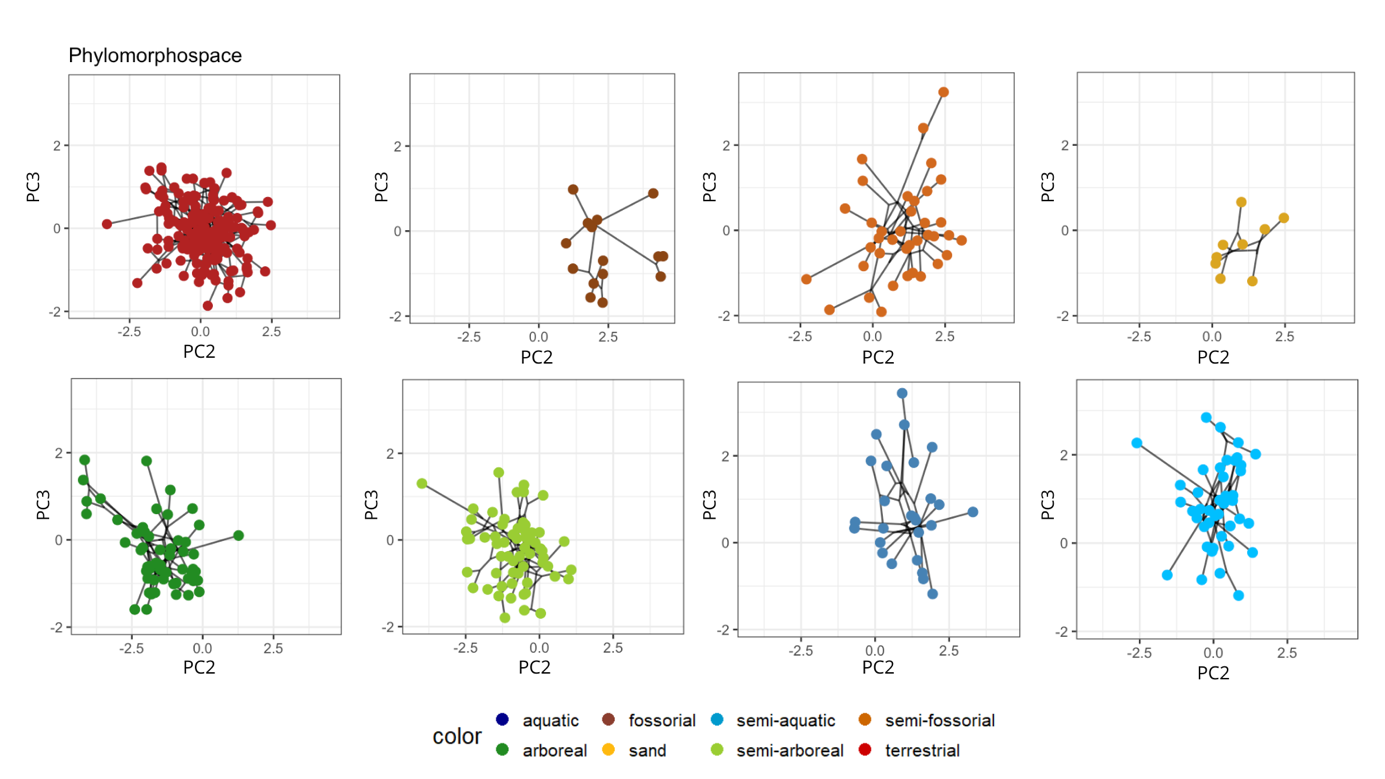 Phylomorphospace
2
0
-2
PC3
-2.5 0.0 2.5
PC2
2
0
-2
PC3
-2.5 0.0 2.5
PC2
2
0
-2
PC3
-2.5 0.0 2.5
PC2
2
0
-2
PC3
-2.5 0.0 2.5
PC2
2
0
-2
PC3
-2.5 0.0 2.5
PC2
2
0
-2
PC3
-2.5 0.0 2.5
PC2
2
0
-2
PC3
-2.5 0.0 2.5
PC2
2
0
-2
PC3
-2.5 0.0 2.5
PC2
color
aquatic fossorial semi-aquatic semi-fossorial
arboreal sand semi-arboreal terrestrial